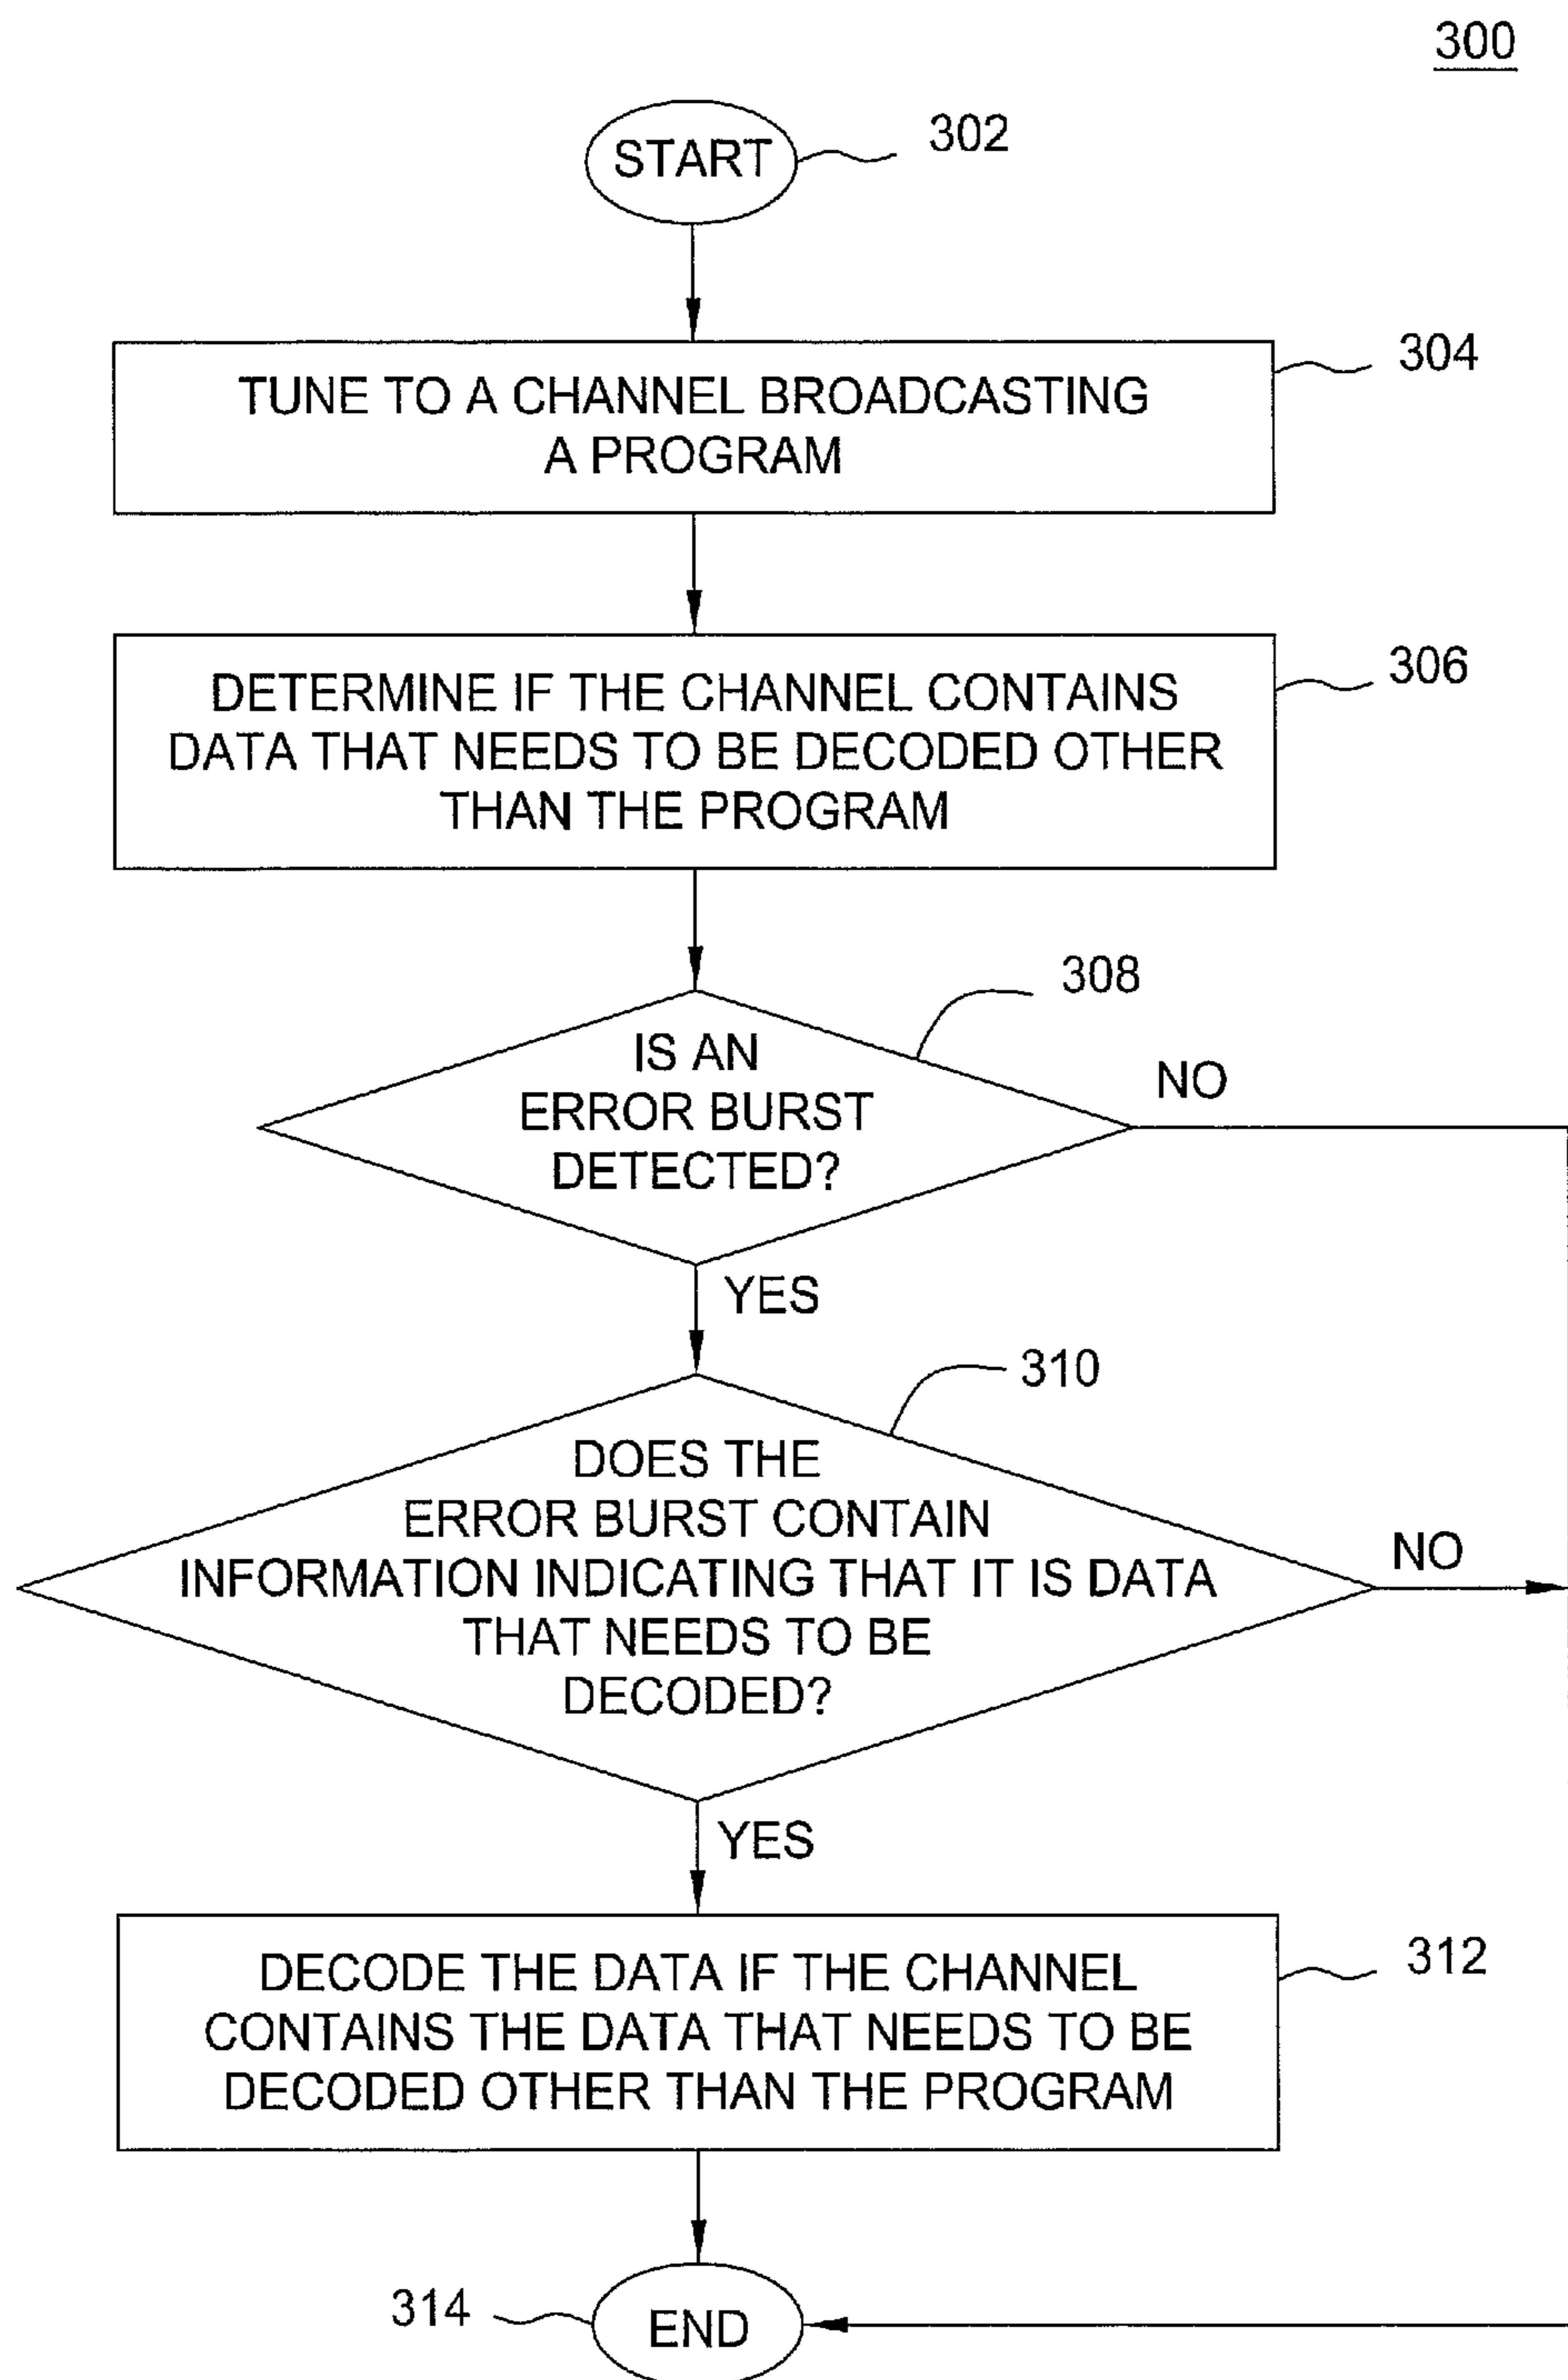 300
START
302
304
TUNE TO A CHANNEL BROADCASTING
A PROGRAM
306
DETERMINE IF THE CHANNEL CONTAINS
DATA THAT NEEDS TO BE DECODED OTHER
THAN THE PROGRAM
308
IS AN
ERROR BURST
DETECTED?
NO
YES
310
DOES THE
ERROR BURST CONTAIN
INFORMATION INDICATING THAT IT IS DATA
THAT NEEDS TO BE
DECODED?
NO
YES
312
DECODE THE DATA IF THE CHANNEL
CONTAINS THE DATA THAT NEEDS TO BE
DECODED OTHER THAN THE PROGRAM
314
END